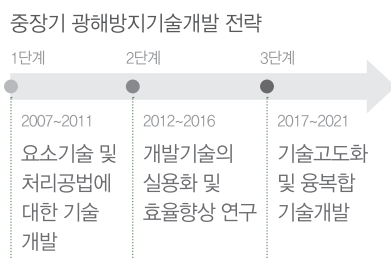 중장기 광해방지기술개발 전략
1단계 2단계 3단계
2007~2011 2012~2016 2017~2021
요소기술 및
처리공법에
대한 기술
개발
개발기술의
실용화 및
효율향상 연구
기술고도화
및 융복합
기술개발